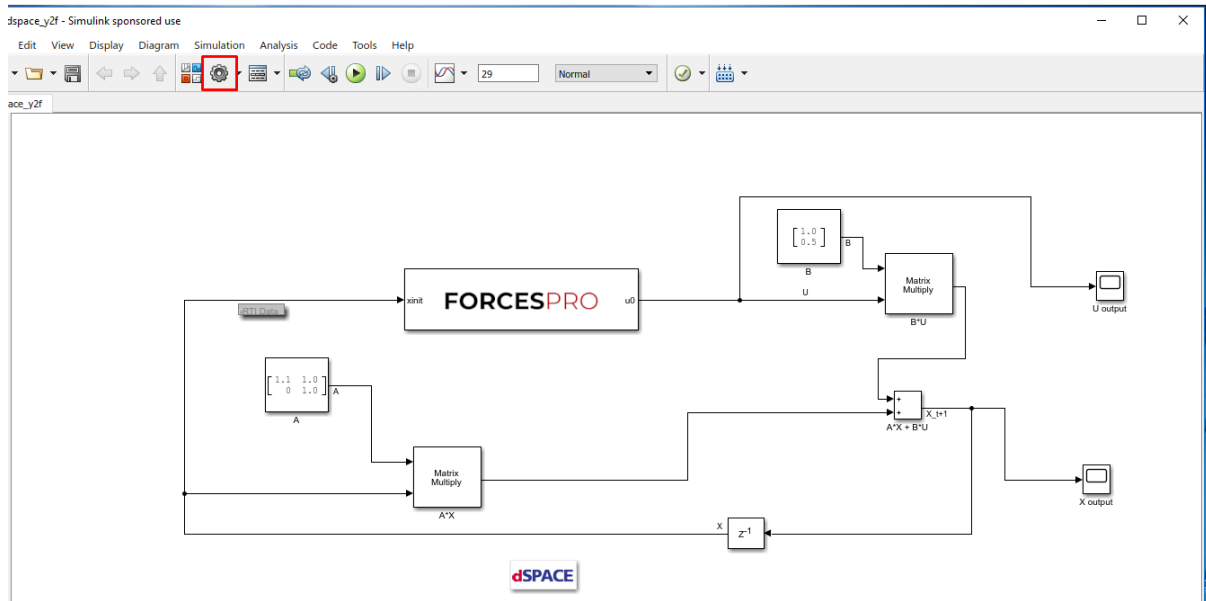 dspace_y2f - Simulink sponsored use
Edit View Display Diagram Simulation Analysis Code Tools Help
29 Normal
ace_y2f
[1.0
0.5]
B
B
Matrix
Multiply
B*U
xinit FORCESPRO u0
U
U output
RTI Data
[1.1 1.0
0 1.0]
A
A
+
+
X_t+1
A*X + B*U
Matrix
Multiply
A*X
X output
X
Z-1
dSPACE